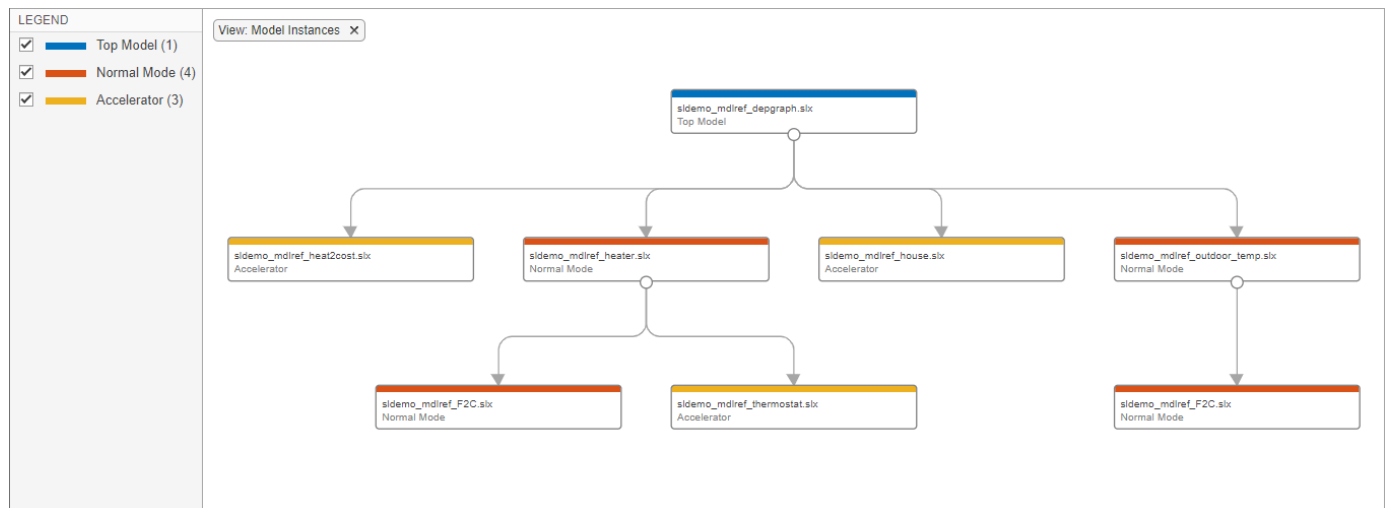 LEGEND
Top Model (1)
Normal Mode (4)
Accelerator (3)
View: Model Instances ×
sldemo_mdlref_depgraph.slx
Top Model
sldemo_mdlref_heat2cost.slx
Accelerator
sldemo_mdlref_heater.slx
Normal Mode
sldemo_mdlref_house.slx
Accelerator
sldemo_mdlref_outdoor_temp.slx
Normal Mode
sldemo_mdlref_F2C.slx
Normal Mode
sldemo_mdlref_thermostat.slx
Accelerator
sldemo_mdlref_F2C.slx
Normal Mode